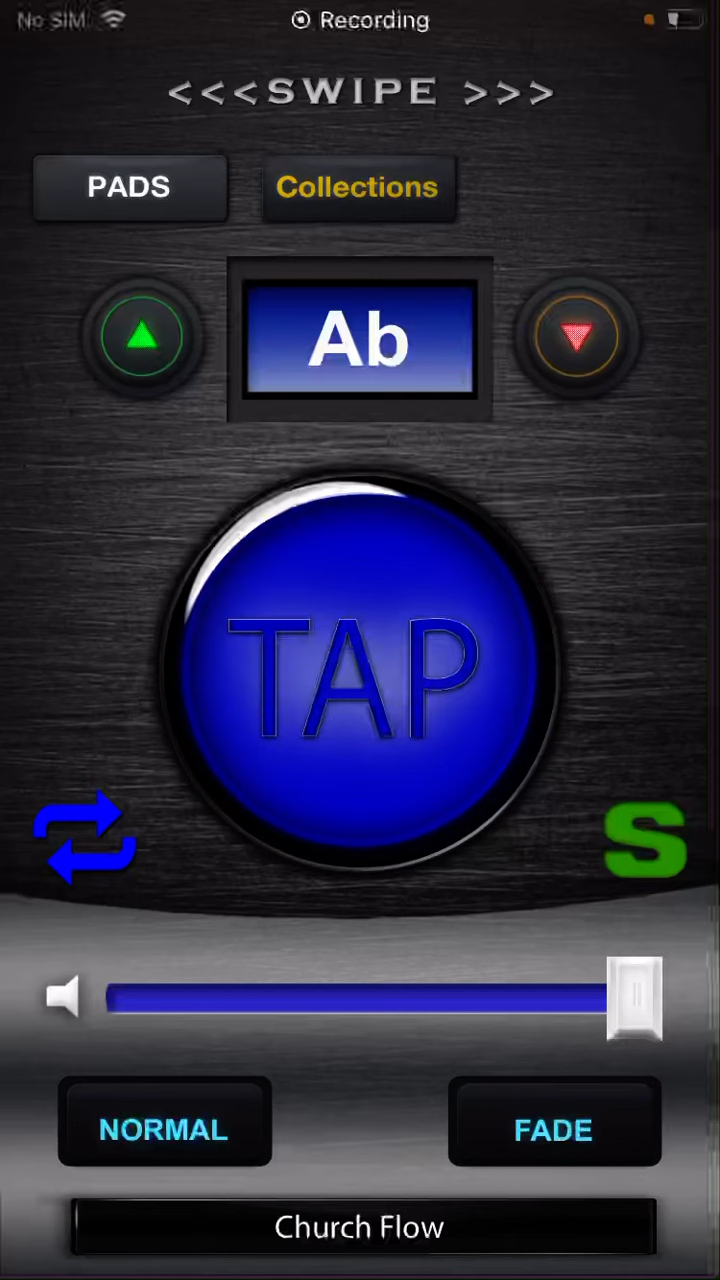 No SIM Recording
<<<SWIPE >>>
PADS Collections
Ab
TAP
S
NORMAL FADE
Church Flow